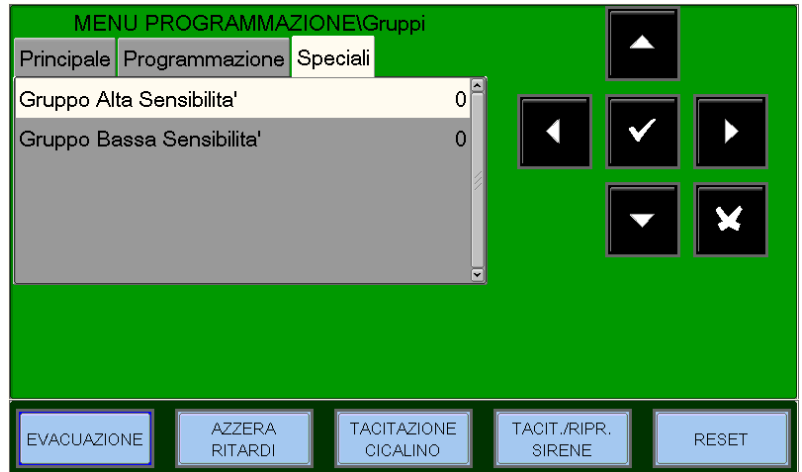 MENU PROGRAMMAZIONE\Gruppi
Principale Programmazione Speciali
Gruppo Alta Sensibilita' 0
Gruppo Bassa Sensibilita' 0
EVACUAZIONE
AZZERA
RITARDI
TACITAZIONE
CICALINO
TACIT./RIPR.
SIRENE
RESET